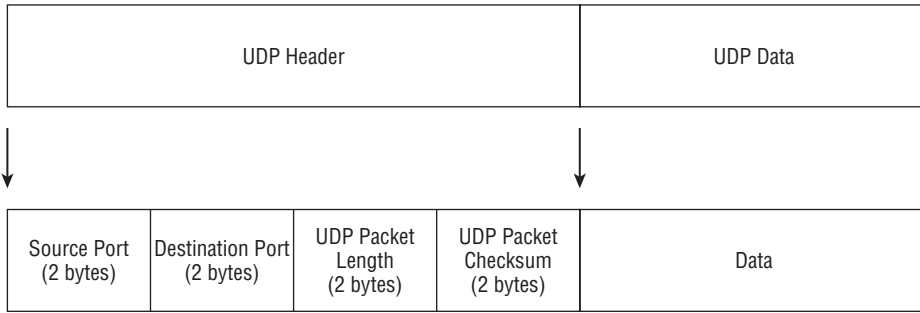 UDP Header
UDP Data
Source Port
(2 bytes)
Destination Port
(2 bytes)
UDP Packet
Length
(2 bytes)
UDP Packet
Checksum
(2 bytes)
Data